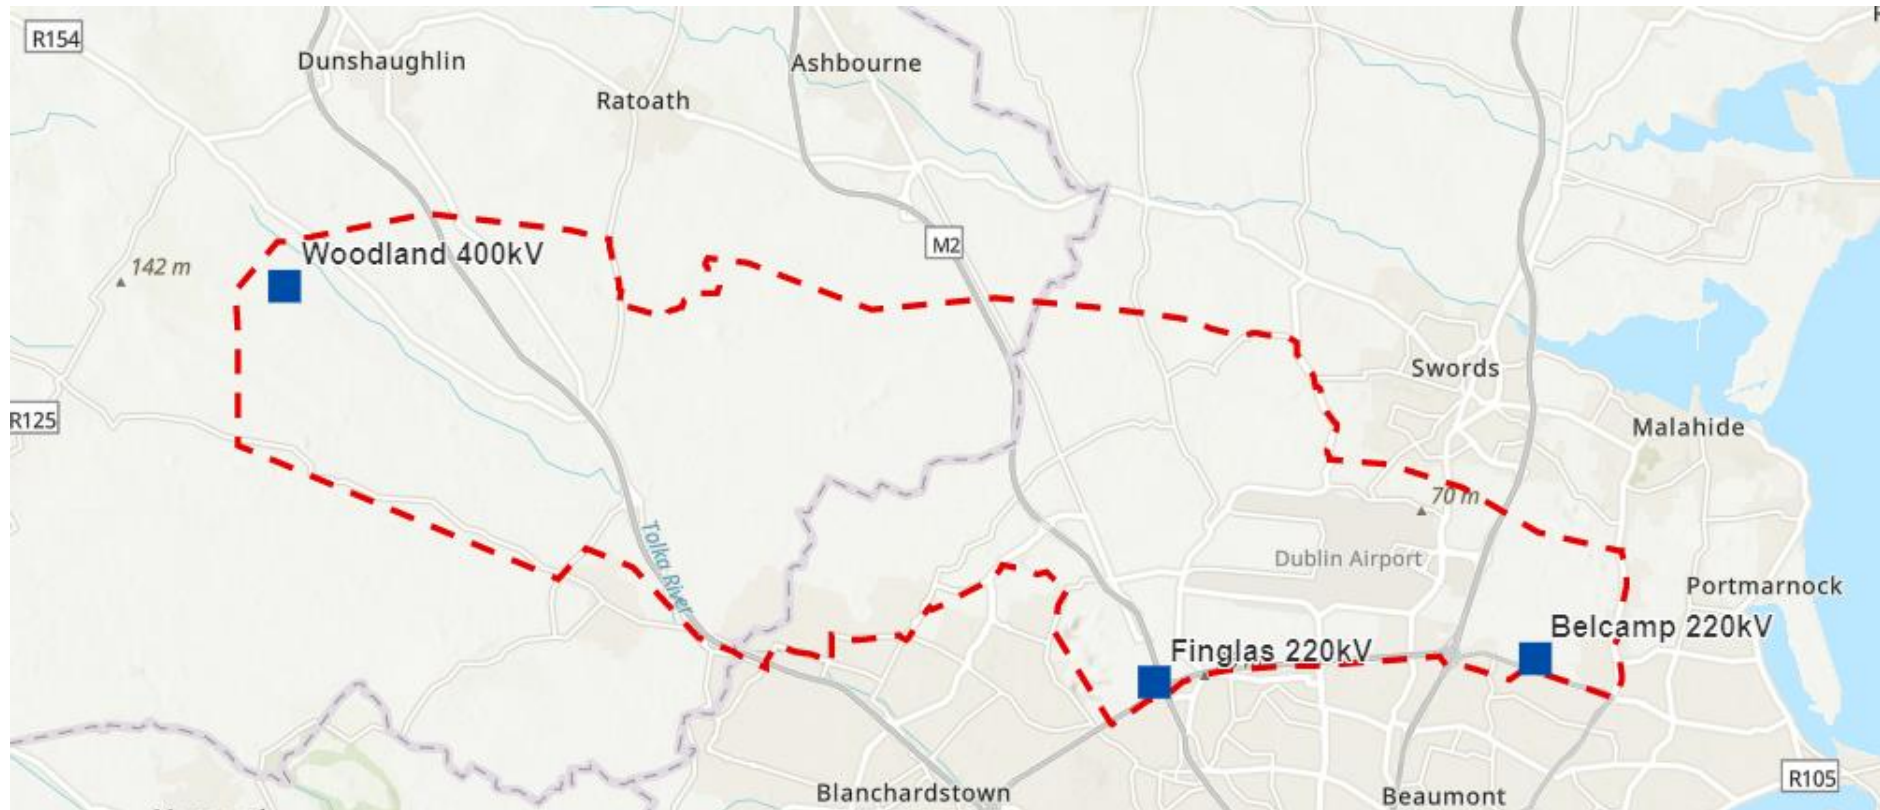 R154
Dunshaughlin
Ashbourne
Ratoath
M2
Woodland 400kV
142 m
Swords
R125
Malahide
70 m
Tolka River
Dublin Airport
Portmarnock
Belcamp 220kV
Finglas 220kV
Blanchardstown
Beaumont
R105